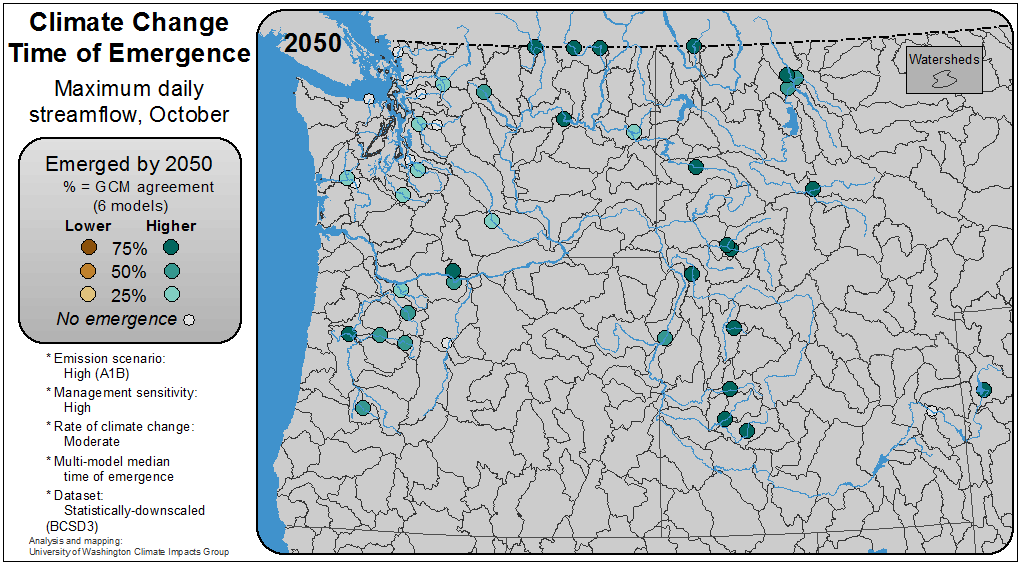 Climate Change
Time of Emergence
Maximum daily
streamflow, October
Emerged by 2050
% = GCM agreement
(6 models)
Lower Higher
75%
50%
25%
No emergence
* Emission scenario:
High (A1B)
* Management sensitivity:
High
* Rate of climate change:
Moderate
* Multi-model median
time of emergence
* Dataset:
Statistically-downscaled
(BCSD3)
Analysis and mapping:
University of Washington Climate Impacts Group
2050
Watersheds